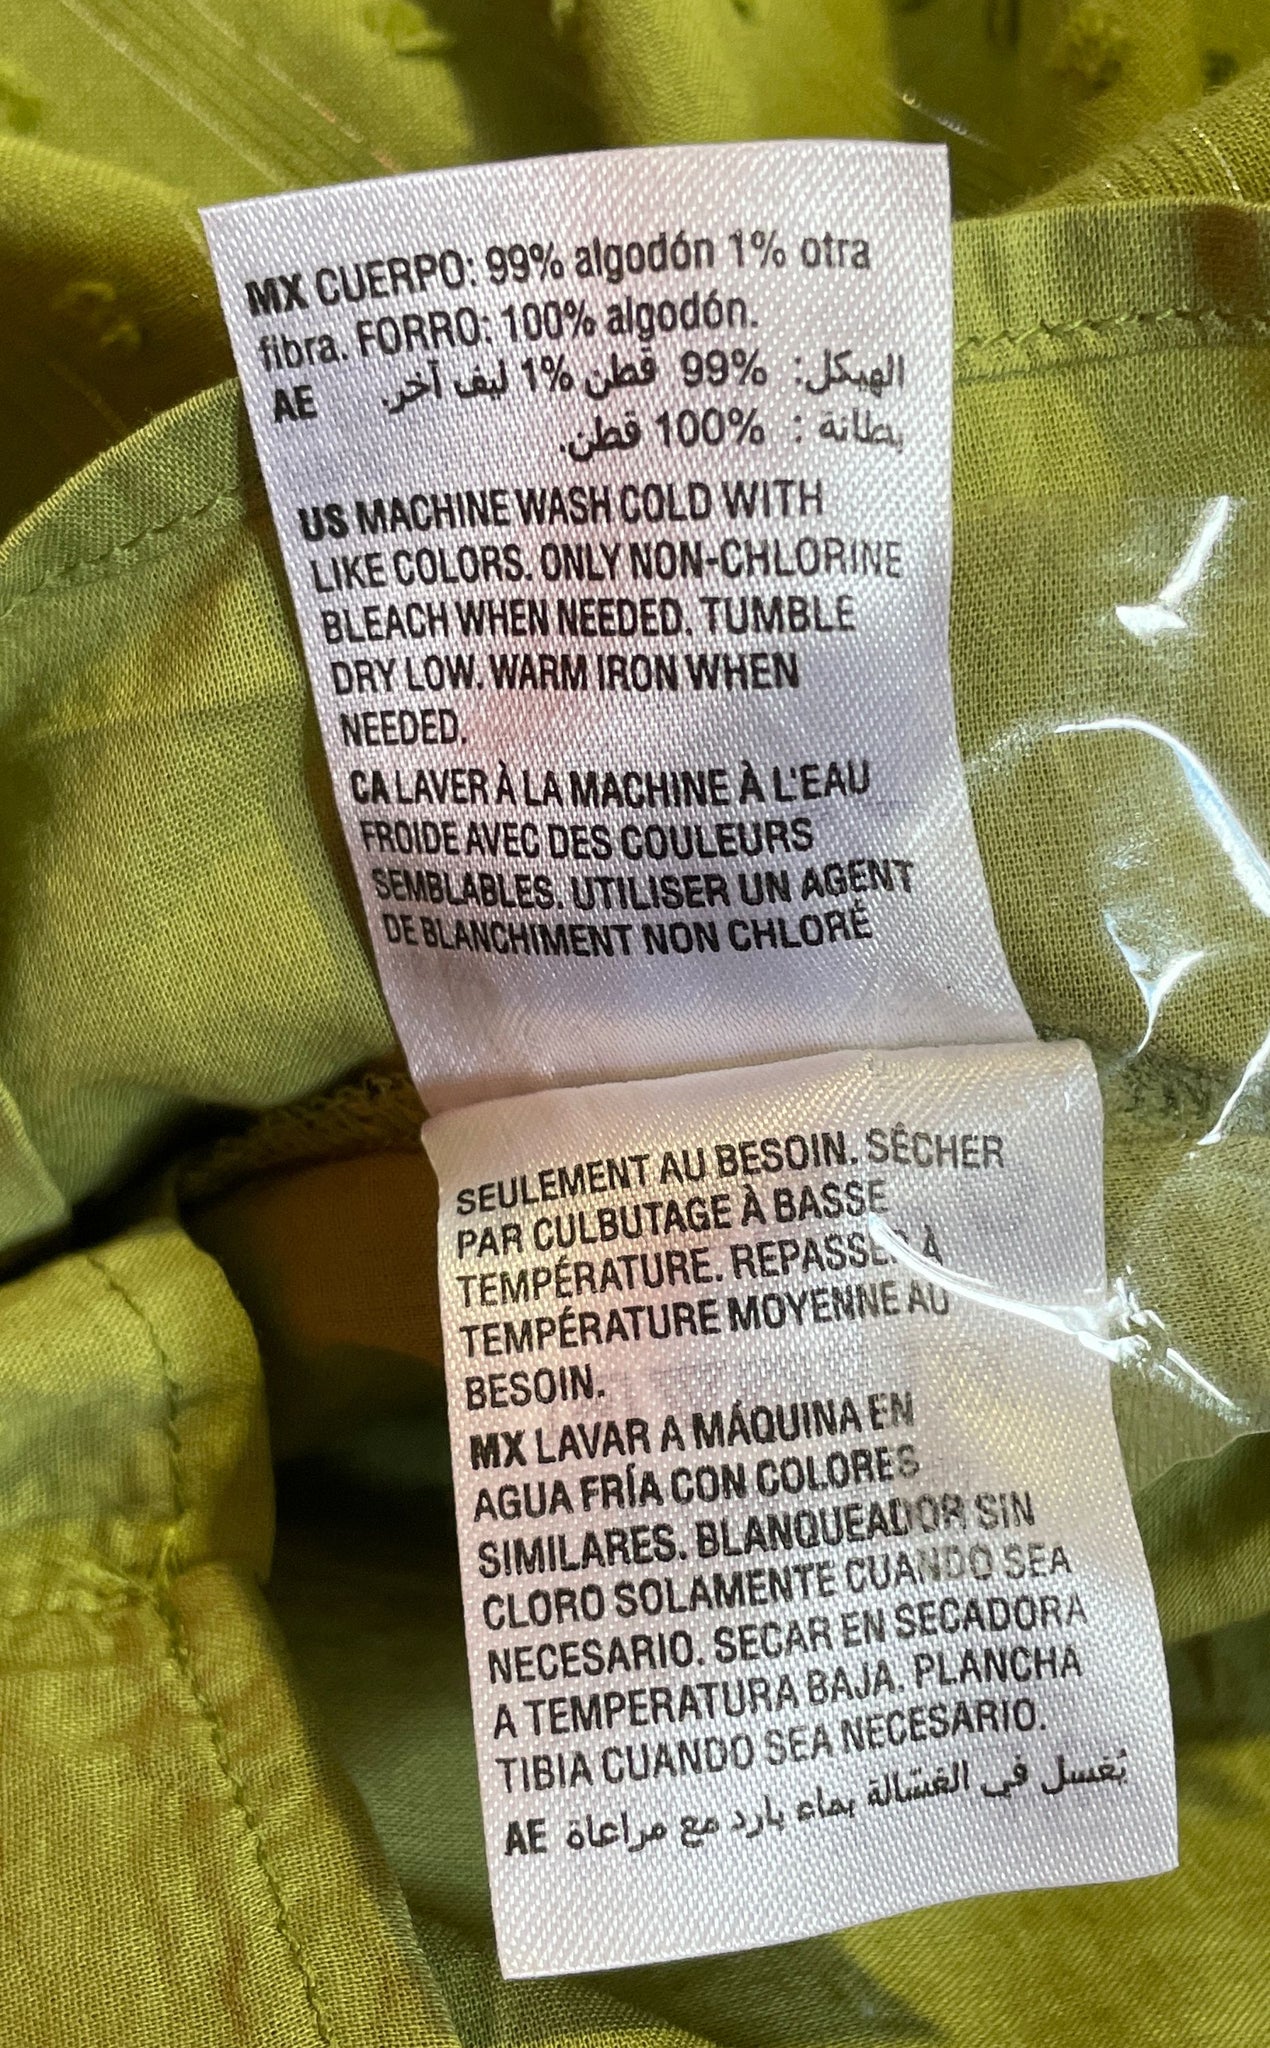 MX CUERPO: 99% algodón 1% otra
fibra. FORRO: 100% algodón.
الهيكل: 99% قطن 1% ليف آخر. AE
بطانة : 100% قطن.
US MACHINE WASH COLD WITH
LIKE COLORS. ONLY NON-CHLORINE
BLEACH WHEN NEEDED. TUMBLE
DRY LOW. WARM IRON WHEN
NEEDED.
CA LAVER À LA MACHINE À L'EAU
FROIDE AVEC DES COULEURS
SEMBLABLES. UTILISER UN AGENT
DE BLANCHIMENT NON CHLORÉ
SEULEMENT AU BESOIN. SÊCHER
PAR CULBUTAGE À BASSE
TEMPÉRATURE. REPASSER À
TEMPÉRATURE MOYENNE AU
BESOIN.
MX LAVAR A MÁQUINA EN
AGUA FRÍA CON COLORES
SIMILARES. BLANQUEADOR SIN
CLORO SOLAMENTE CUANDO SEA
NECESARIO. SECAR EN SECADORA
A TEMPERATURA BAJA. PLANCHA
TIBIA CUANDO SEA NECESARIO.
AE يُغسل في الغسّالة بماء بارد مع مراعاة